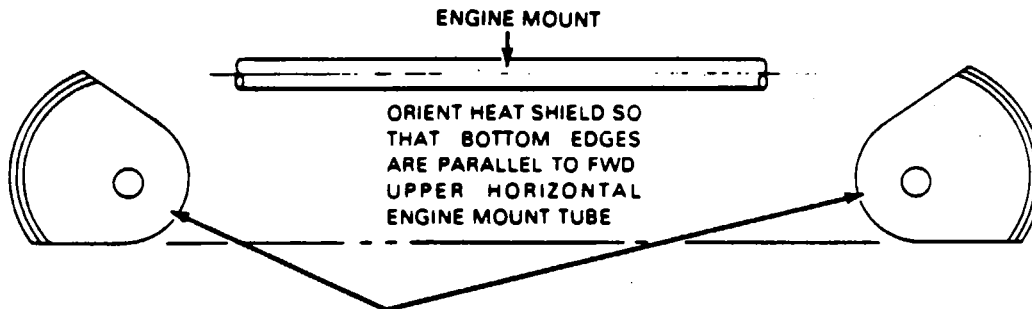 ENGINE MOUNT
ORIENT HEAT SHIELD SO
THAT BOTTOM EDGES
ARE PARALLEL TO FWD
UPPER HORIZONTAL
ENGINE MOUNT TUBE